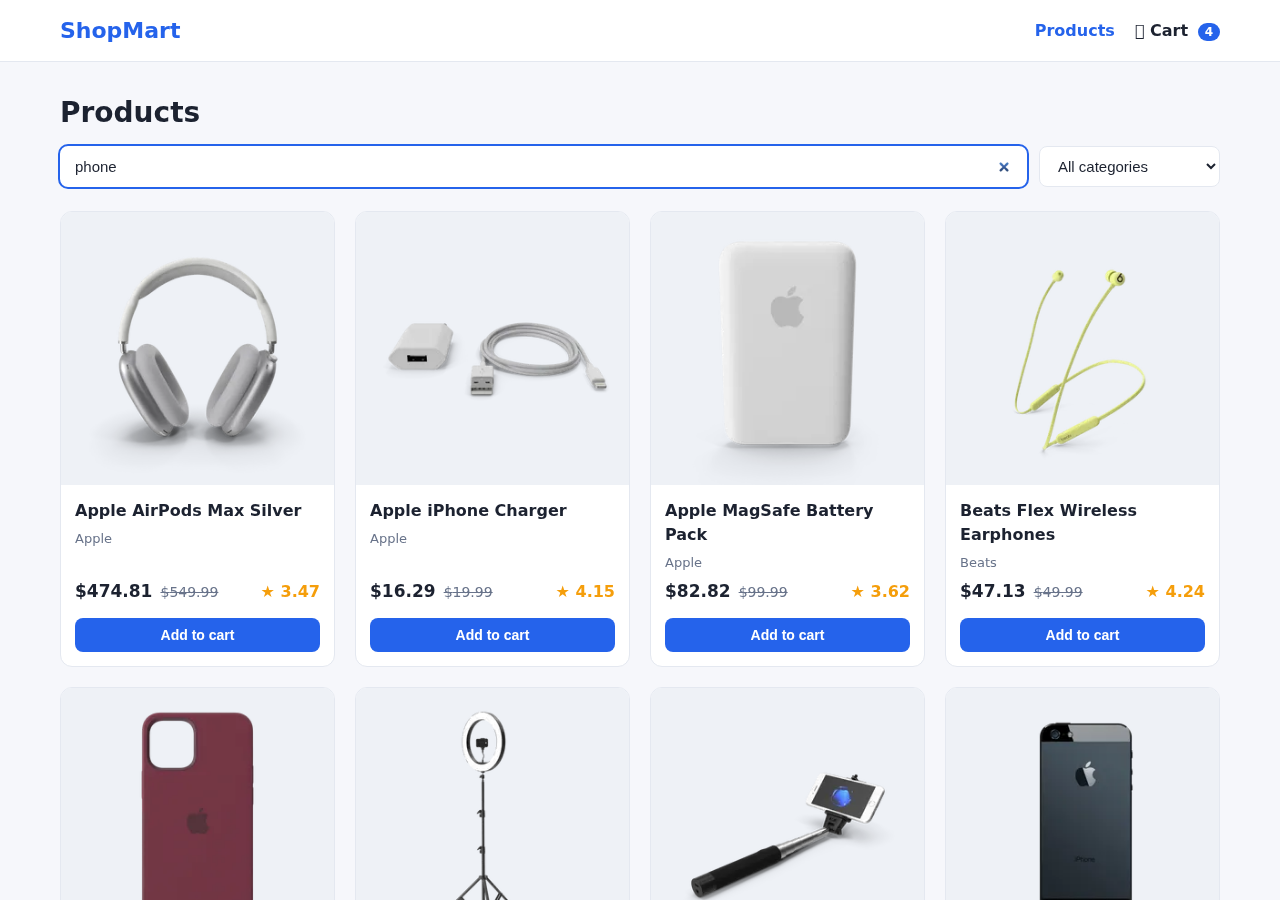 ShopMart
Products
Cart 4
Products
phone
All categories
Apple AirPods Max Silver
Apple
$474.81 $549.99 ★ 3.47
Add to cart
Apple iPhone Charger
Apple
$16.29 $19.99 ★ 4.15
Add to cart
Apple MagSafe Battery
Pack
Apple
$82.82 $99.99 ★ 3.62
Add to cart
Beats Flex Wireless
Earphones
Beats
$47.13 $49.99 ★ 4.24
Add to cart
iPhone